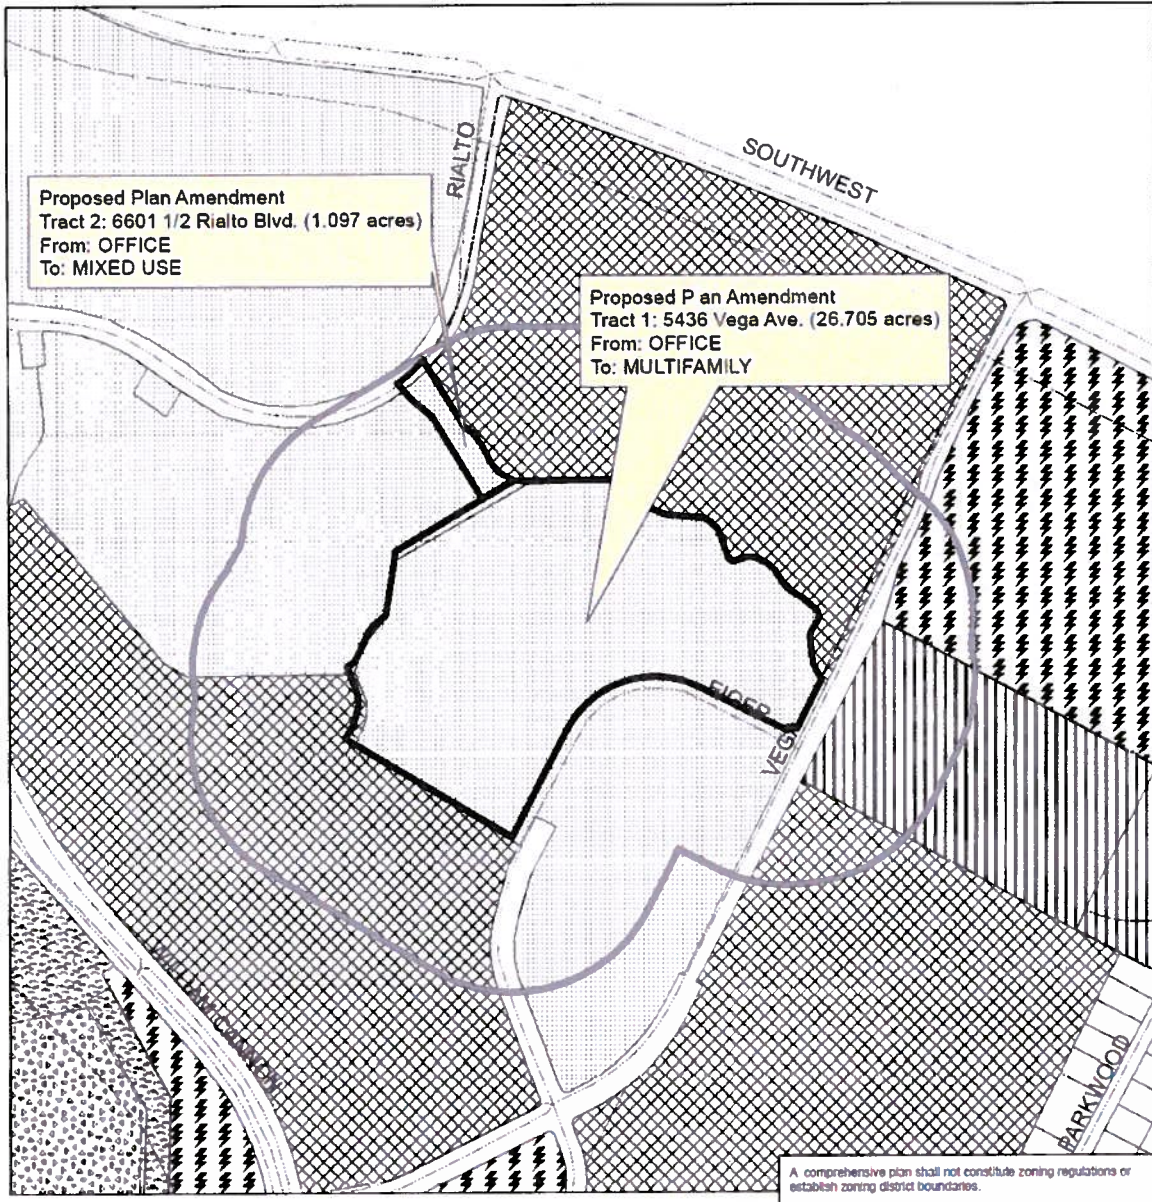 SOUTHWEST
RIALTO
Proposed Plan Amendment
Tract 2: 6601 1/2 Rialto Blvd. (1.097 acres)
From: OFFICE
To: MIXED USE
Proposed P an Amendment
Tract 1: 5436 Vega Ave. (26.705 acres)
From: OFFICE
To: MULTIFAMILY
EIGER
VEGA
PARKWOOD
A comprehensive plan shall not constitute zoning regulations or
establish zoning district boundaries.